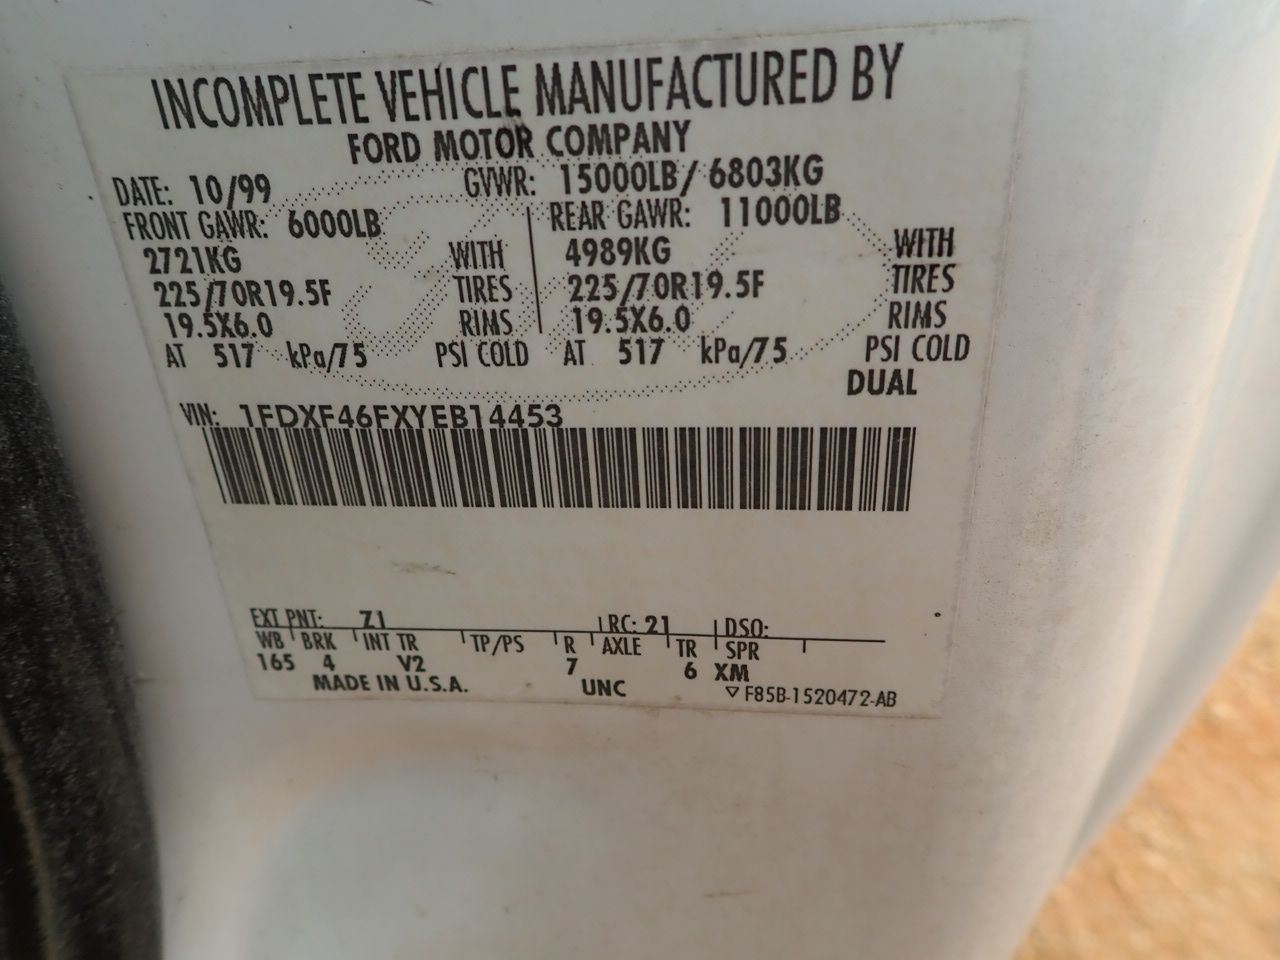 INCOMPLETE VEHICLE MANUFACTURED BY
FORD MOTOR COMPANY
DATE: 10/99 GVWR: 15000LB/ 6803KG
FRONT GAWR: 6000LB REAR GAWR: 11000LB
2721KG WITH 4989KG WITH
225/70R19.5F TIRES 225/70R19.5F TIRES
19.5X6.0 RIMS 19.5X6.0 RIMS
AT 517 kPa/75 PSI COLD AT 517 kPa/75 PSI COLD
DUAL
VIN: 1FDXF46FXYEB14453
EXT PNT: Z1 RC: 21 DSO:
WB BRK INT TR TP/PS R AXLE TR SPR
165 4 V2 7 6 XM
MADE IN U.S.A. UNC ▽ F85B-1520472-AB